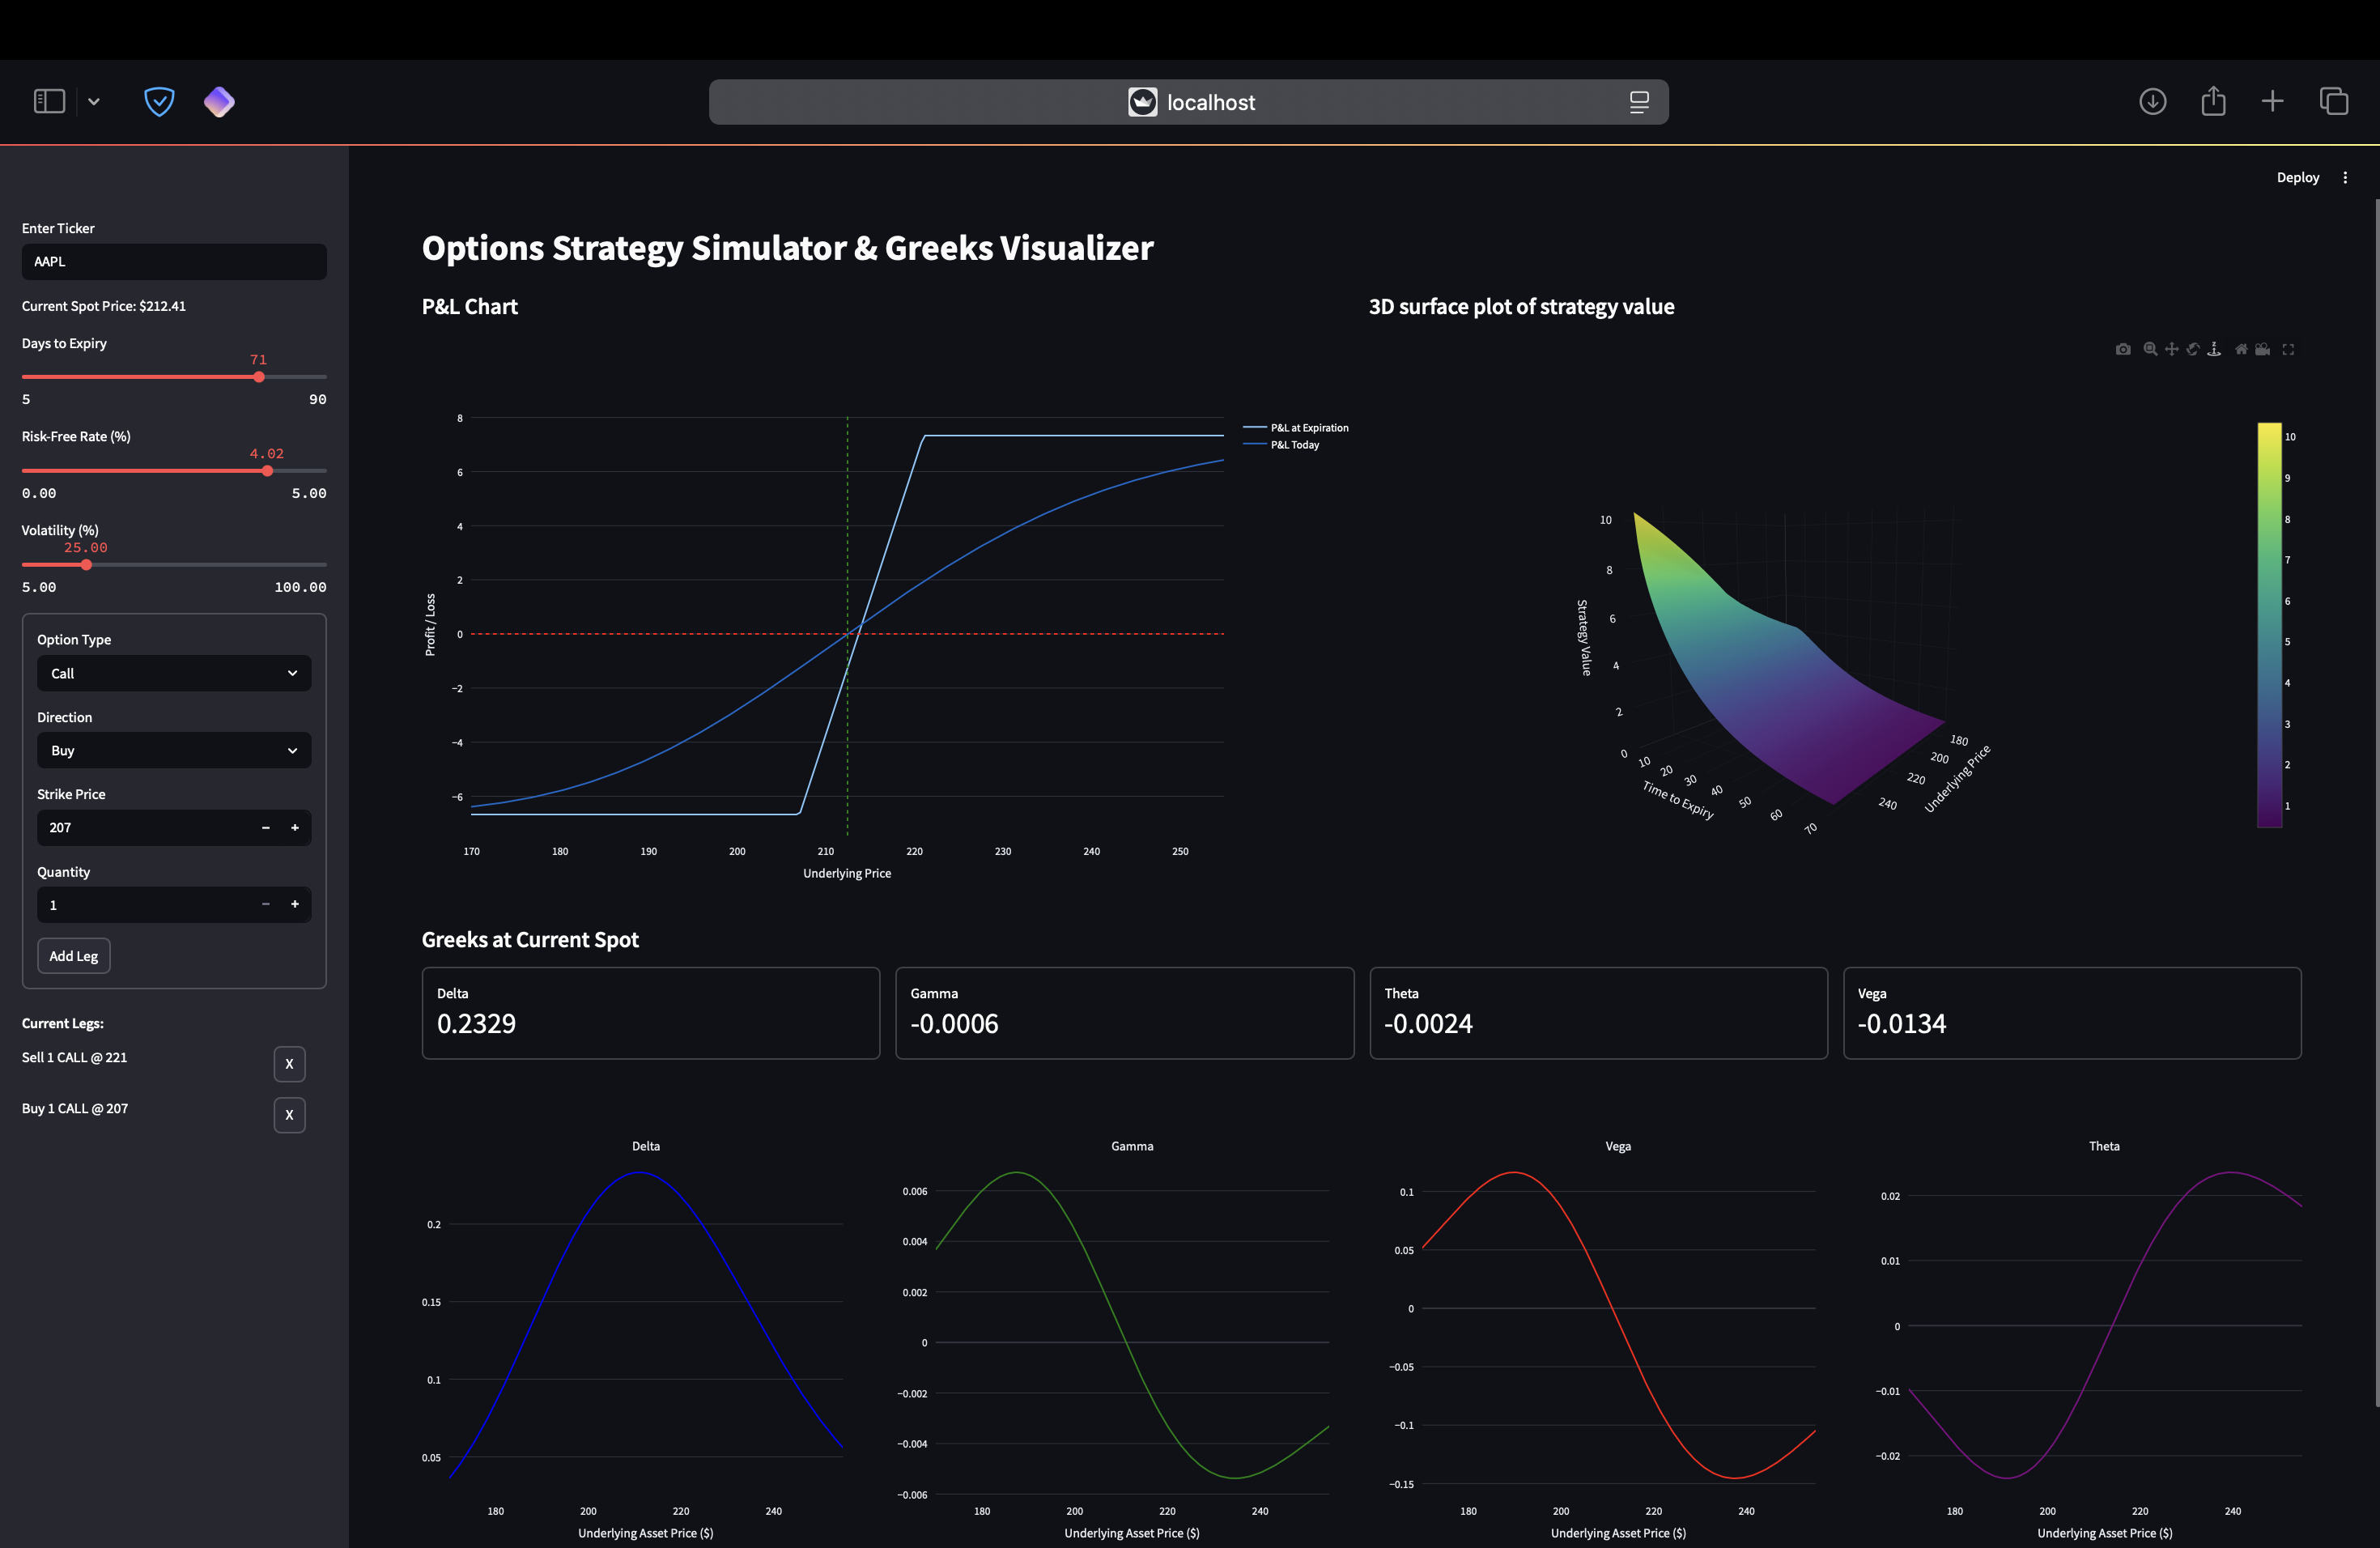 localhost
Deploy
Enter Ticker
AAPL
Current Spot Price: $212.41
Days to Expiry
71
5 90
Risk-Free Rate (%)
4.02
0.00 5.00
Volatility (%)
25.00
5.00 100.00
Option Type
Call
Direction
Buy
Strike Price
207
Quantity
1
Add Leg
Current Legs:
Sell 1 CALL @ 221 X
Buy 1 CALL @ 207 X
Options Strategy Simulator & Greeks Visualizer
P&L Chart
8
6
4
2
0
−2
−4
−6
Profit / Loss
170 180 190 200 210 220 230 240 250
Underlying Price
P&L at Expiration
P&L Today
3D surface plot of strategy value
10
8
6
4
2
0
Strategy Value
10 20 30 40 50 60 70
Time to Expiry
240 220 200 180
Underlying Price
10
9
8
7
6
5
4
3
2
1
Greeks at Current Spot
Delta
0.2329
Gamma
-0.0006
Theta
-0.0024
Vega
-0.0134
Delta
0.2
0.15
0.1
0.05
180 200 220 240
Underlying Asset Price ($)
Gamma
0.006
0.004
0.002
0
−0.002
−0.004
−0.006
180 200 220 240
Underlying Asset Price ($)
Vega
0.1
0.05
0
−0.05
−0.1
−0.15
180 200 220 240
Underlying Asset Price ($)
Theta
0.02
0.01
0
−0.01
−0.02
180 200 220 240
Underlying Asset Price ($)